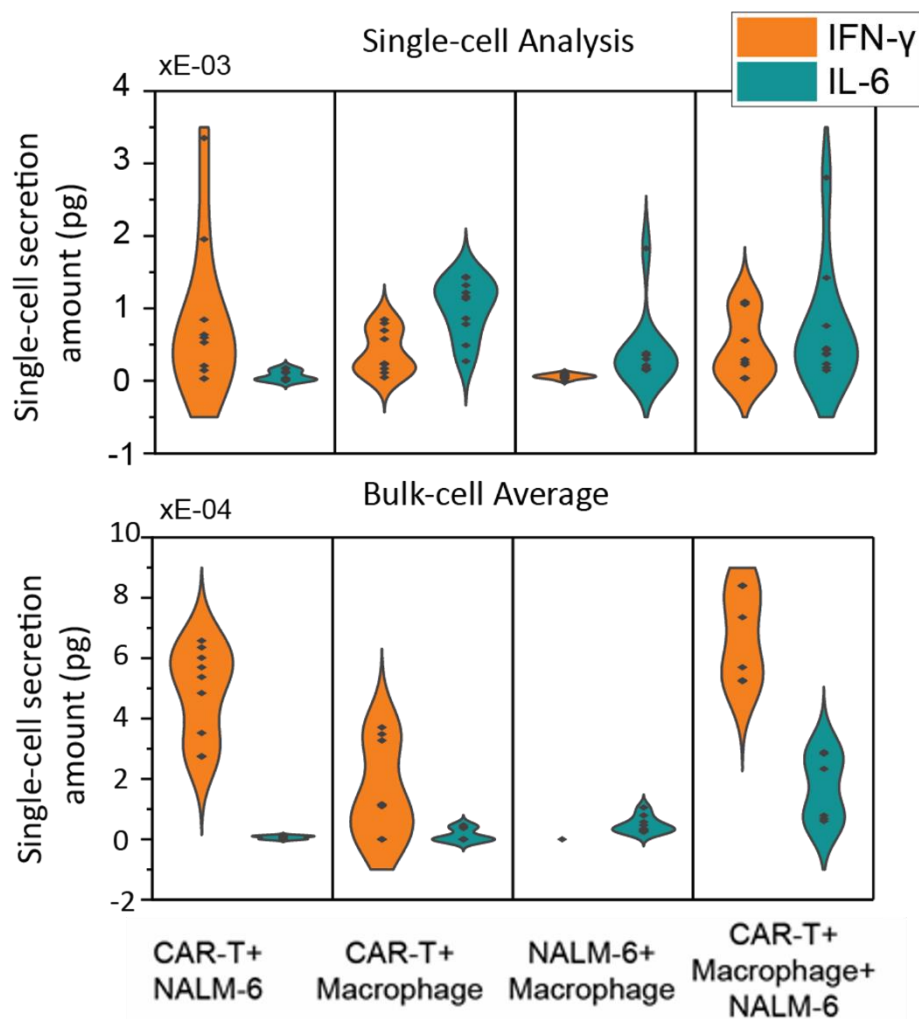 Single-cell Analysis
IFN-γ
IL-6
xE-03
4
3
2
1
0
-1
Single-cell secretion
amount (pg)
Bulk-cell Average
xE-04
10
8
6
4
2
0
-2
Single-cell secretion
amount (pg)
CAR-T+
NALM-6
CAR-T+
Macrophage
NALM-6+
Macrophage
CAR-T+
Macrophage+
NALM-6